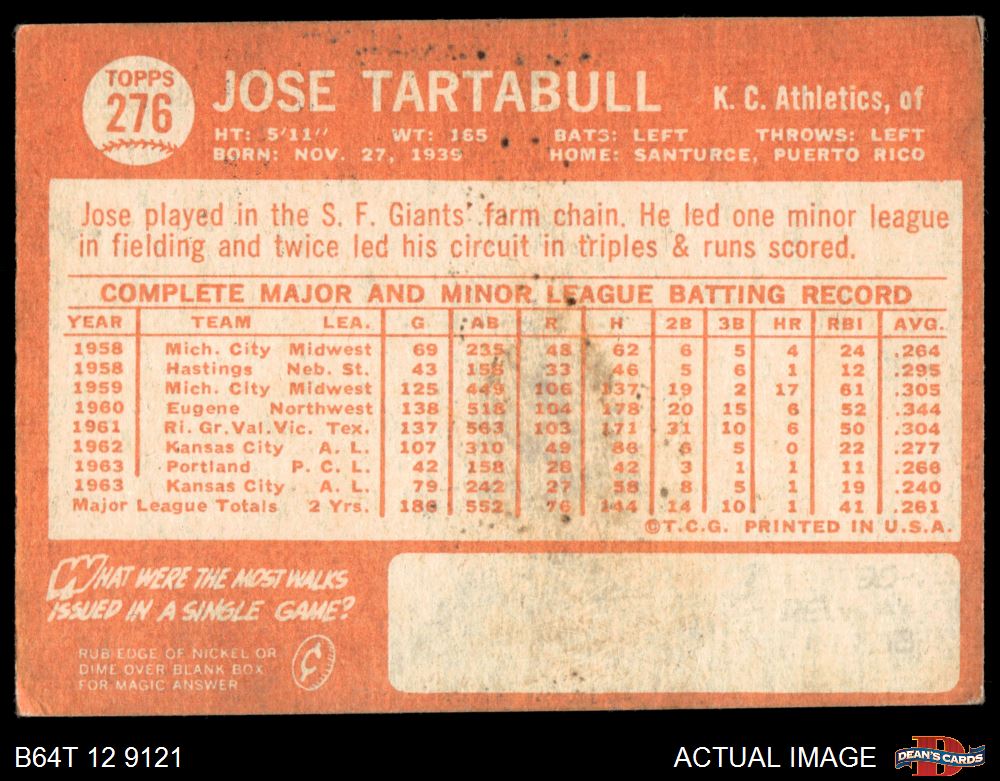 TOPPS
276
JOSE TARTABULL
K. C. Athletics, of
HT: 5'11" WT: 165 BATS: LEFT THROWS: LEFT
BORN: NOV. 27, 1939 HOME: SANTURCE, PUERTO RICO
Jose played in the S. F. Giants' farm chain. He led one minor league
in fielding and twice led his circuit in triples & runs scored.
COMPLETE MAJOR AND MINOR LEAGUE BATTING RECORD
YEAR TEAM LEA. G AB R H 2B 3B HR RBI AVG.
1958 Mich. City Midwest 69 235 48 62 6 5 4 24 .264
1958 Hastings Neb. St. 43 156 33 46 5 6 1 12 .295
1959 Mich. City Midwest 125 449 106 137 19 2 17 61 .305
1960 Eugene Northwest 138 518 104 178 20 15 6 52 .344
1961 Ri. Gr. Val. Vic. Tex. 137 563 103 171 31 10 6 50 .304
1962 Kansas City A. L. 107 310 49 86 6 5 0 22 .277
1963 Portland P. C. L. 42 158 28 42 3 1 1 11 .266
1963 Kansas City A. L. 79 242 27 58 8 5 1 19 .240
Major League Totals 2 Yrs. 186 552 76 144 14 10 1 41 .261
©T.C.G. PRINTED IN U.S.A.
WHAT WERE THE MOST WALKS
ISSUED IN A SINGLE GAME?
RUB EDGE OF NICKEL OR
DIME OVER BLANK BOX
FOR MAGIC ANSWER
¢
B64T 12 9121
ACTUAL IMAGE
DEAN'S CARDS